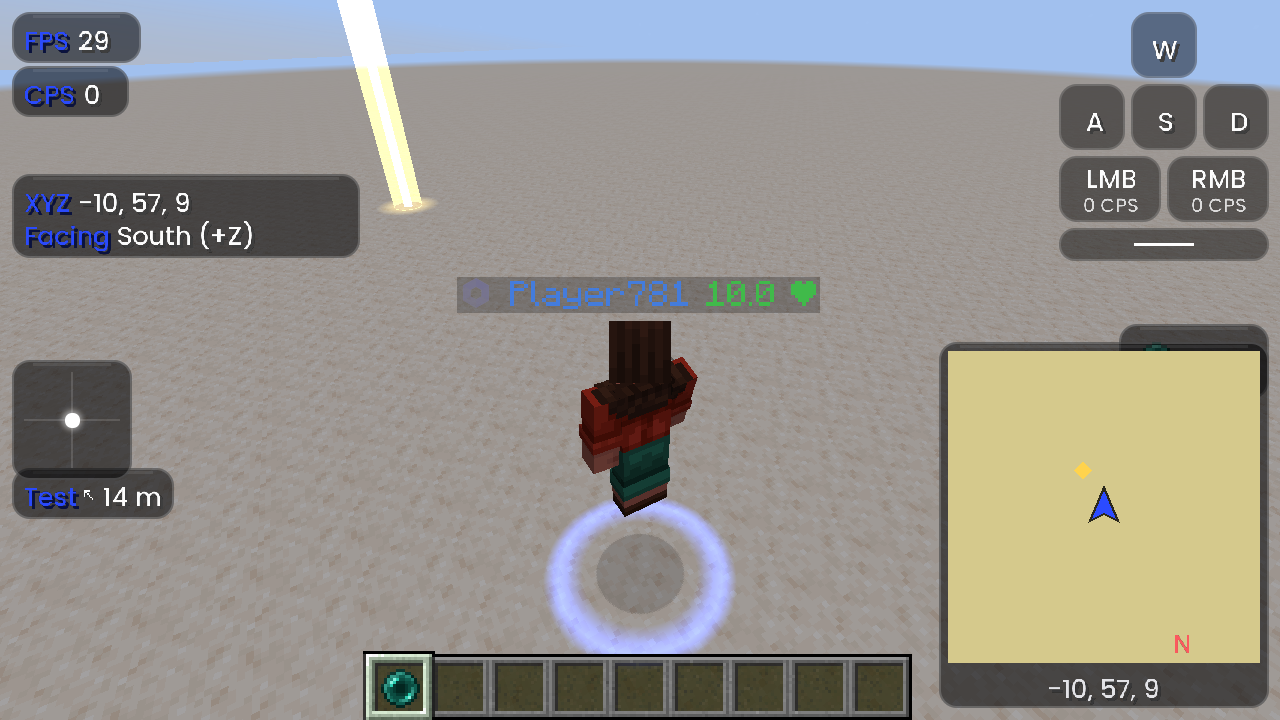 FPS 29
CPS 0
XYZ -10, 57, 9
Facing South (+Z)
Test ↖ 14 m
Player781 10.0
W
A S D
LMB RMB
0 CPS 0 CPS
N
-10, 57, 9